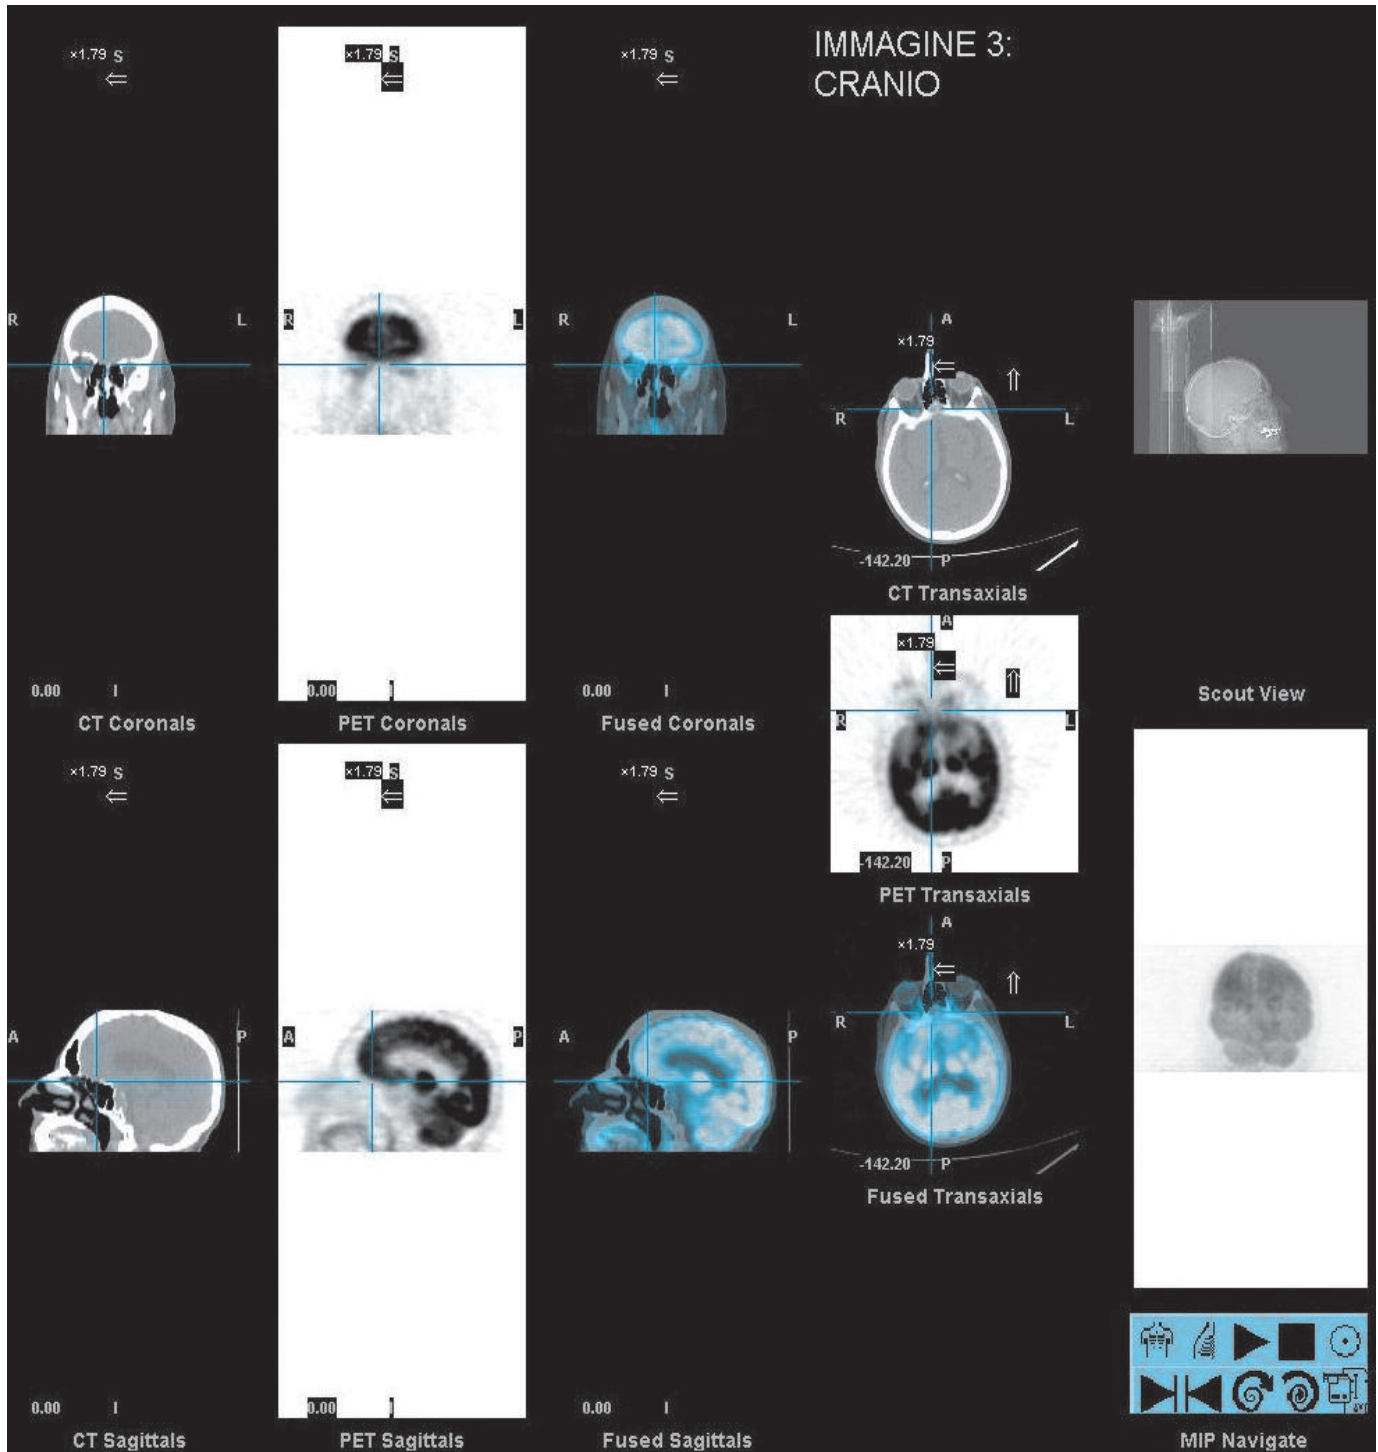 IMMAGINE 3:
CRANIO
×1.79 S
R
L
0.00 I
CT Coronals
×1.79 S
R
L
0.00 I
PET Coronals
×1.79 S
R
L
0.00 I
Fused Coronals
A
×1.79
R
L
-142.20 P
CT Transaxials
Scout View
A
×1.79
R
L
-142.20 P
PET Transaxials
×1.79 S
A
P
0.00 I
CT Sagittals
×1.79 S
A
P
0.00 I
PET Sagittals
×1.79 S
A
P
0.00 I
Fused Sagittals
A
×1.79
R
L
-142.20 P
Fused Transaxials
MIP Navigate